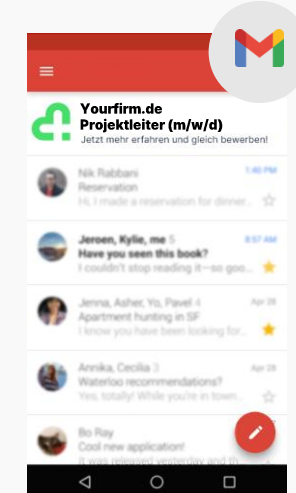 Yourfirm.de
Projektleiter (m/w/d)
Jetzt mehr erfahren und gleich bewerben!
Nik Rabbani
1:40 PM
Reservation
Hi, I made a reservation for dinner...
Jeroen, Kylie, me 5
8:57 AM
Have you seen this book?
I couldn't stop reading it—so goo...
Jenna, Asher, Yo, Pavel 4
Apr 28
Apartment hunting in SF
I know you have been looking for...
Annika, Cecilia 3
Apr 28
Waterloo recommendations?
Yes, totally! While you're in town...
Bo Ray
Cool new application!
It was released yesterday and th...